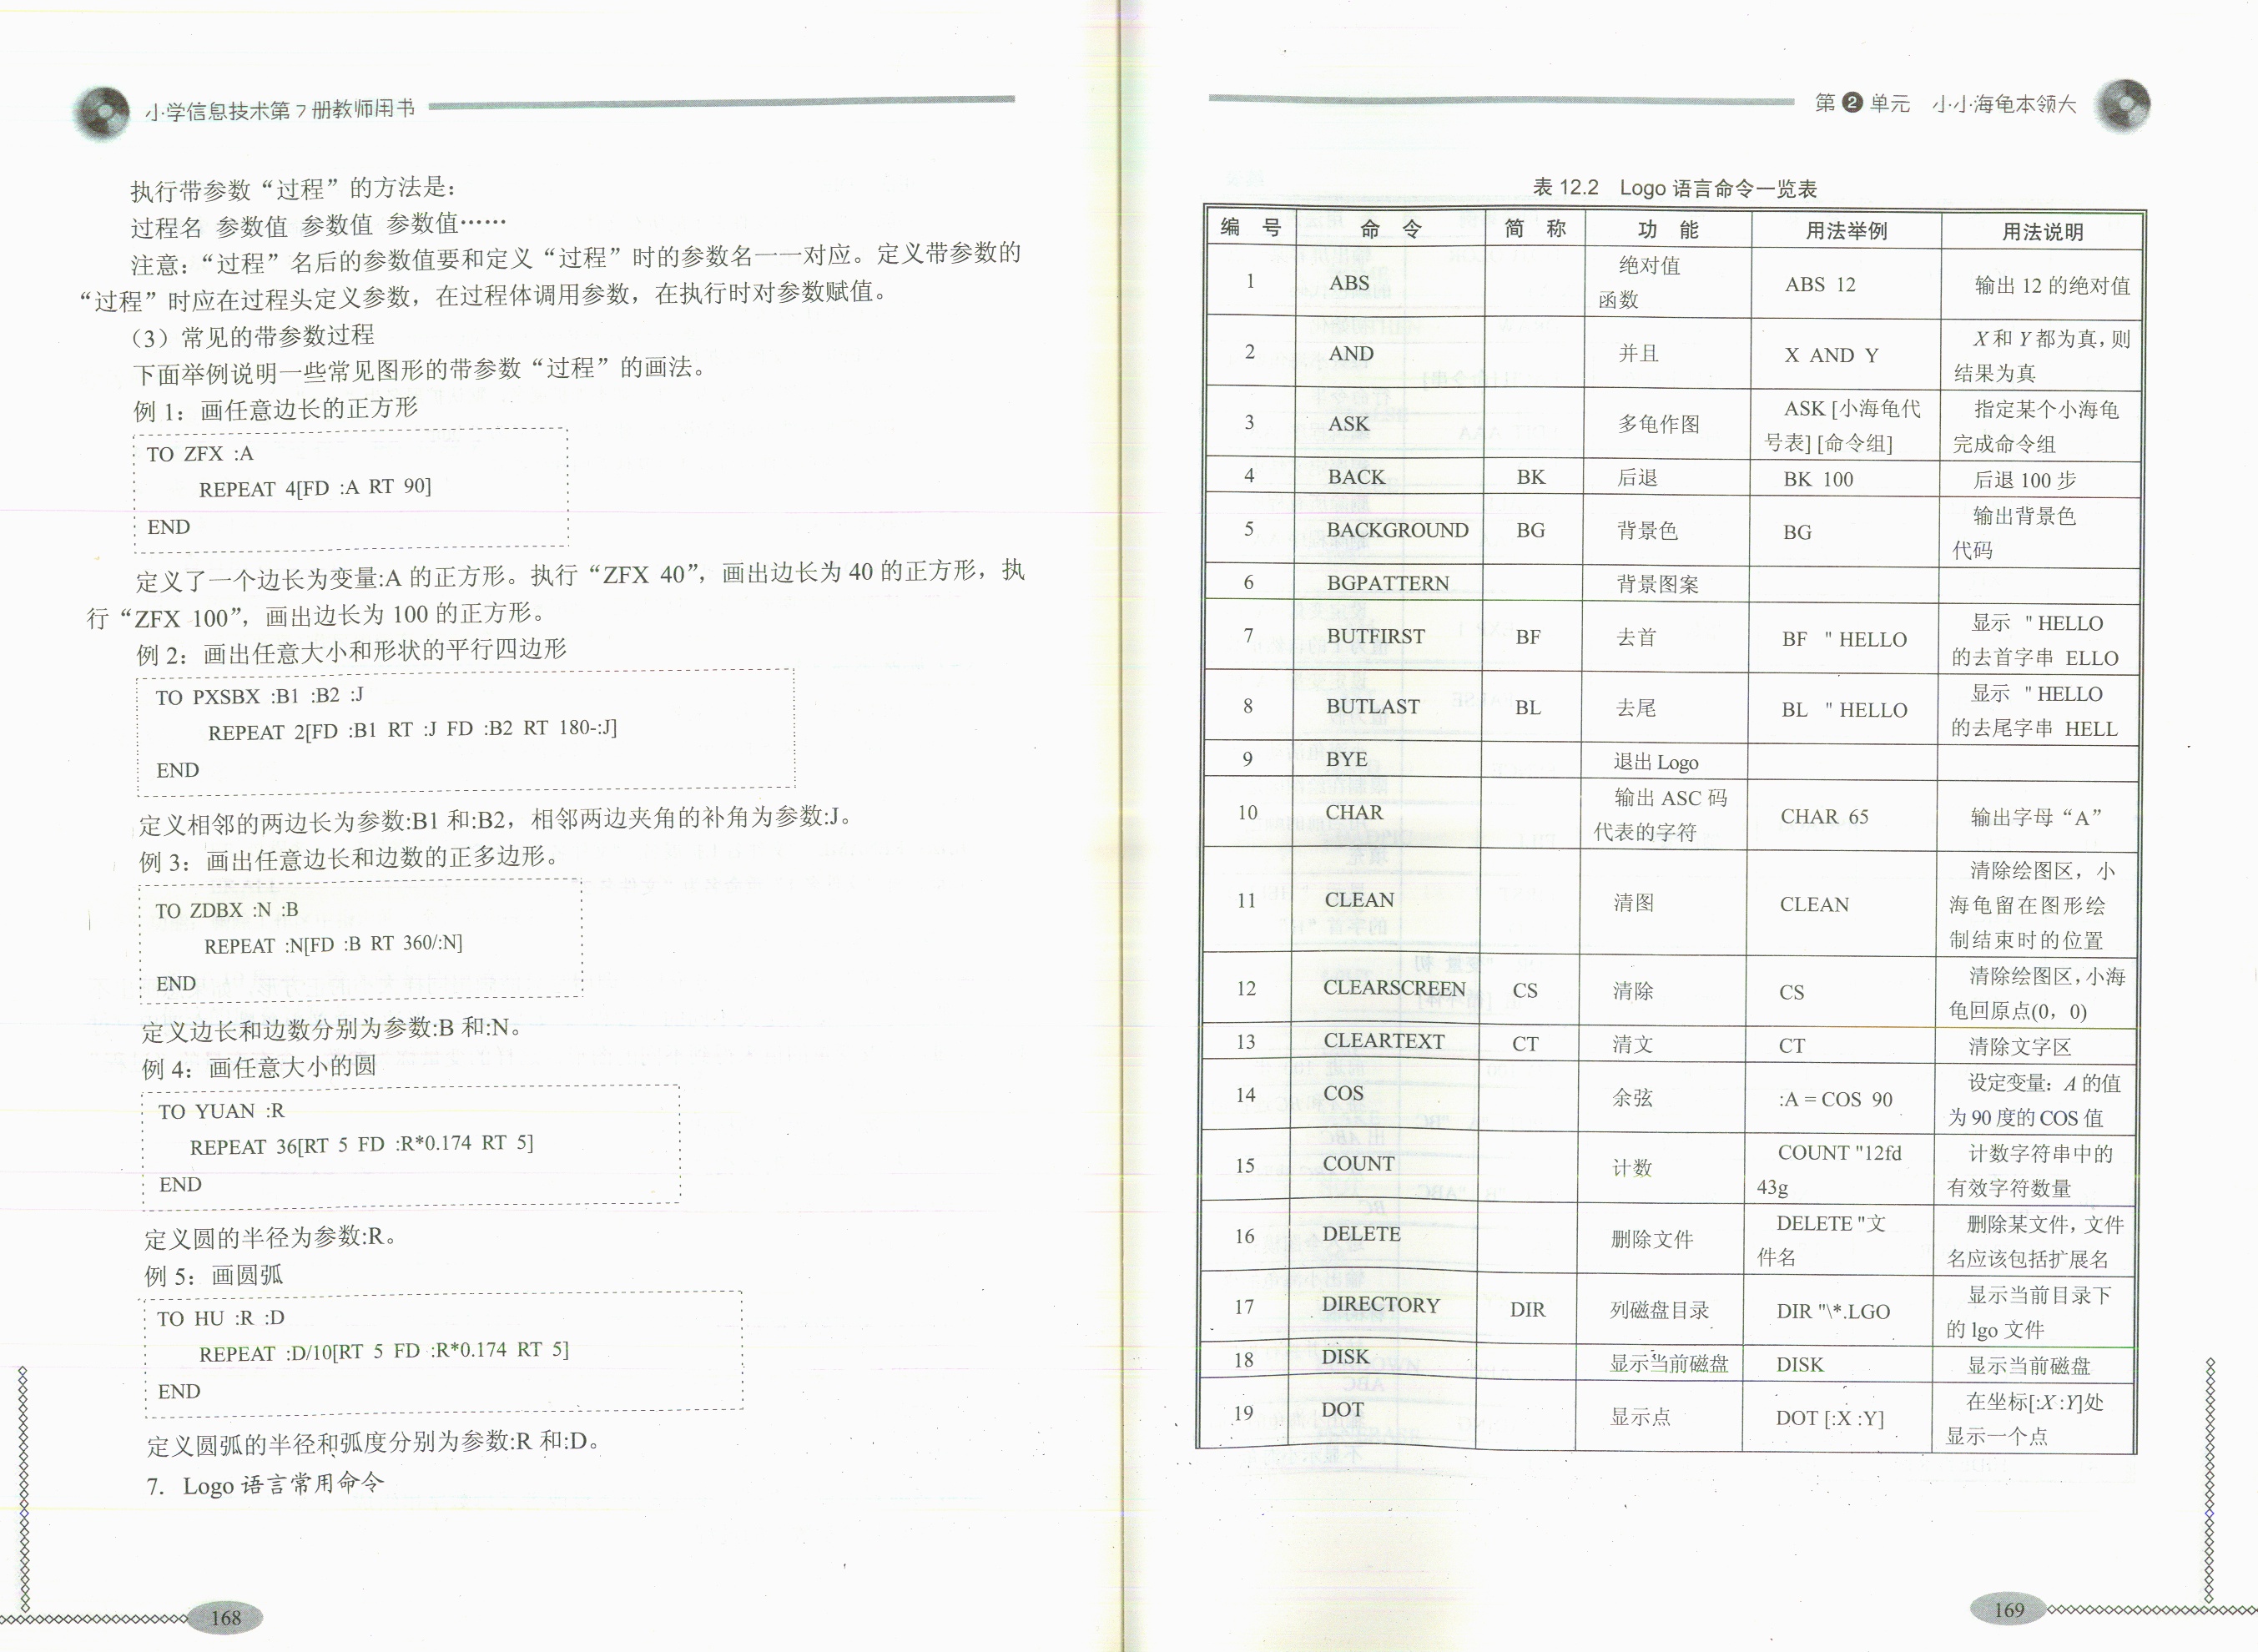 小学信息技术第7册教师用书
执行带参数“过程”的方法是：
过程名 参数值 参数值 参数值……
注意：“过程”名后的参数值要和定义“过程”时的参数名一一对应。定义带参数的
“过程”时应在过程头定义参数，在过程体调用参数，在执行时对参数赋值。
（3）常见的带参数过程
下面举例说明一些常见图形的带参数“过程”的画法。
例 1：画任意边长的正方形
TO ZFX :A
REPEAT 4[FD :A RT 90]
END
定义了一个边长为变量:A 的正方形。执行“ZFX 40”，画出边长为 40 的正方形，执
行“ZFX 100”，画出边长为 100 的正方形。
例 2：画出任意大小和形状的平行四边形
TO PXSBX :B1 :B2 :J
REPEAT 2[FD :B1 RT :J FD :B2 RT 180-:J]
END
定义相邻的两边长为参数:B1 和:B2，相邻两边夹角的补角为参数:J。
例 3：画出任意边长和边数的正多边形。
TO ZDBX :N :B
REPEAT :N[FD :B RT 360/:N]
END
定义边长和边数分别为参数:B 和:N。
例 4：画任意大小的圆
TO YUAN :R
REPEAT 36[RT 5 FD :R*0.174 RT 5]
END
定义圆的半径为参数:R。
例 5：画圆弧
TO HU :R :D
REPEAT :D/10[RT 5 FD :R*0.174 RT 5]
END
定义圆弧的半径和弧度分别为参数:R 和:D。
7. Logo 语言常用命令
168
第2单元 小小海龟本领大
表 12.2 Logo 语言命令一览表
编 号 命 令 简 称 功 能 用法举例 用法说明
1 ABS 绝对值
函数 ABS 12 输出 12 的绝对值
2 AND 并且 X AND Y X 和 Y 都为真，则
结果为真
3 ASK 多龟作图 ASK [小海龟代
号表] [命令组] 指定某个小海龟
完成命令组
4 BACK BK 后退 BK 100 后退 100 步
5 BACKGROUND BG 背景色 BG 输出背景色
代码
6 BGPATTERN 背景图案
7 BUTFIRST BF 去首 BF " HELLO 显示 " HELLO
的去首字串 ELLO
8 BUTLAST BL 去尾 BL " HELLO 显示 " HELLO
的去尾字串 HELL
9 BYE 退出 Logo
10 CHAR 输出 ASC 码
代表的字符 CHAR 65 输出字母“A”
11 CLEAN 清图 CLEAN 清除绘图区，小
海龟留在图形绘
制结束时的位置
12 CLEARSCREEN CS 清除 CS 清除绘图区，小海
龟回原点(0，0)
13 CLEARTEXT CT 清文 CT 清除文字区
14 COS 余弦 :A = COS 90 设定变量：A 的值
为 90 度的 COS 值
15 COUNT 计数 COUNT "12fd
43g 计数字符串中的
有效字符数量
16 DELETE 删除文件 DELETE "文
件名 删除某文件，文件
名应该包括扩展名
17 DIRECTORY DIR 列磁盘目录 DIR "\*.LGO 显示当前目录下
的 lgo 文件
18 DISK 显示当前磁盘 DISK 显示当前磁盘
19 DOT 显示点 DOT [:X :Y] 在坐标[:X :Y]处
显示一个点
169